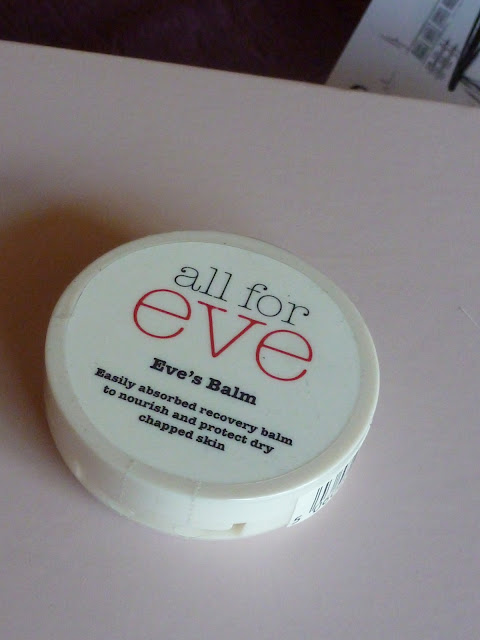 all for
eve
Eve's Balm
Easily absorbed recovery balm
to nourish and protect dry
chapped skin